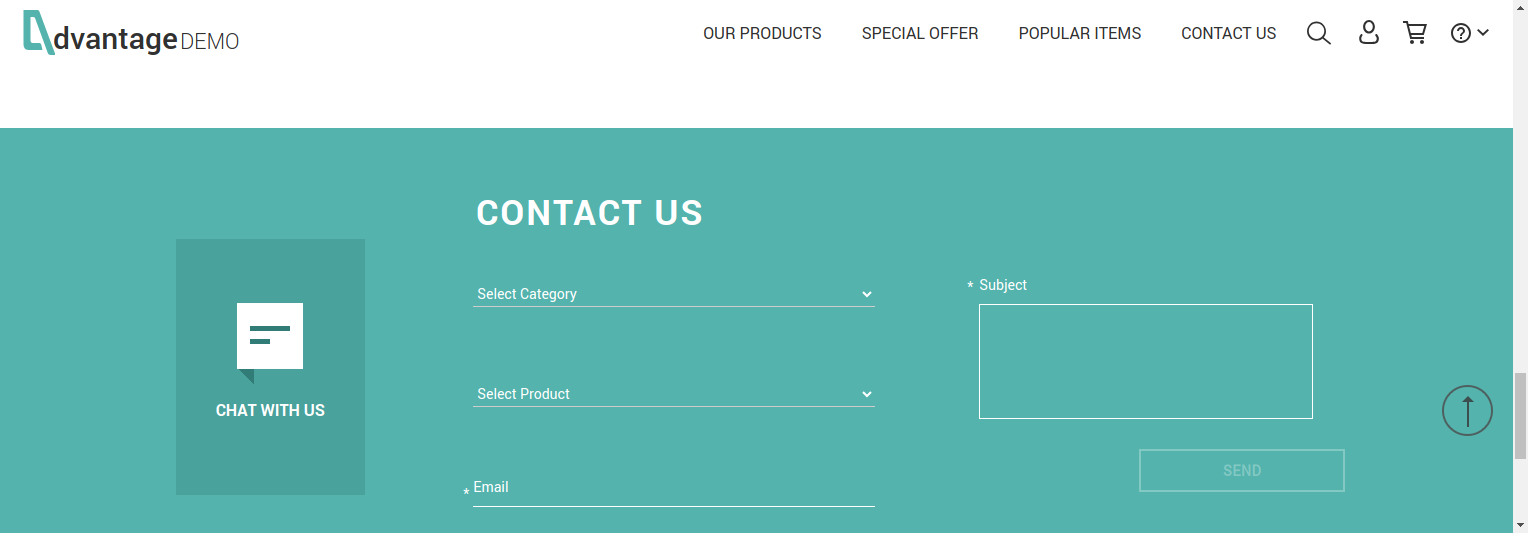 dvantage DEMO
OUR PRODUCTS
SPECIAL OFFER
POPULAR ITEMS
CONTACT US
CONTACT US
CHAT WITH US
Select Category
Select Product
* Email
* Subject
SEND